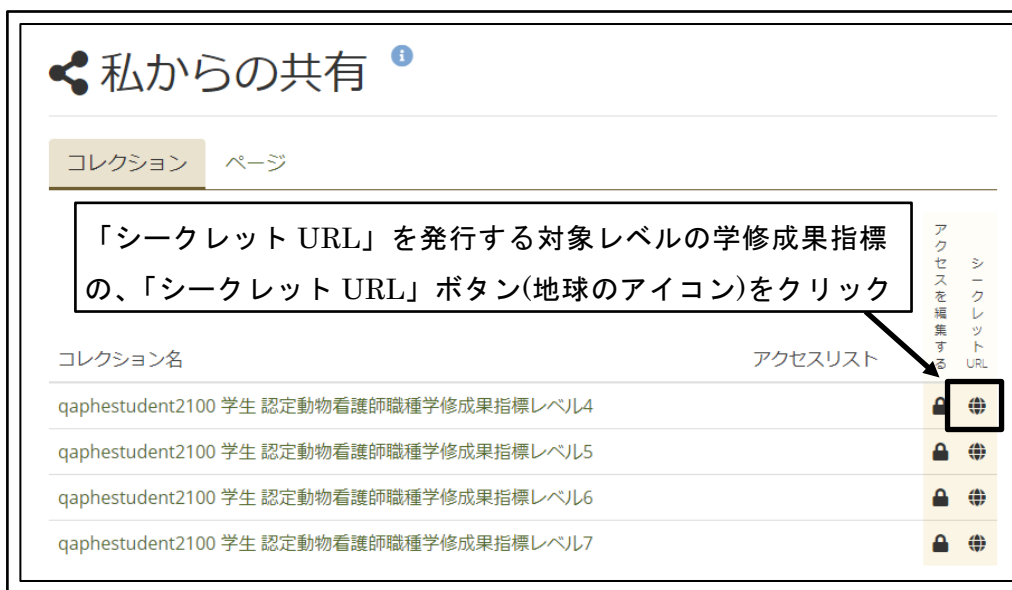 私からの共有
コレクション ページ
「シークレット URL」を発行する対象レベルの学修成果指標
の、「シークレット URL」ボタン(地球のアイコン)をクリック
コレクション名 アクセスリスト アクセスを編集する シークレットURL
qaphestudent2100 学生 認定動物看護師職種学修成果指標レベル4
qaphestudent2100 学生 認定動物看護師職種学修成果指標レベル5
qaphestudent2100 学生 認定動物看護師職種学修成果指標レベル6
qaphestudent2100 学生 認定動物看護師職種学修成果指標レベル7